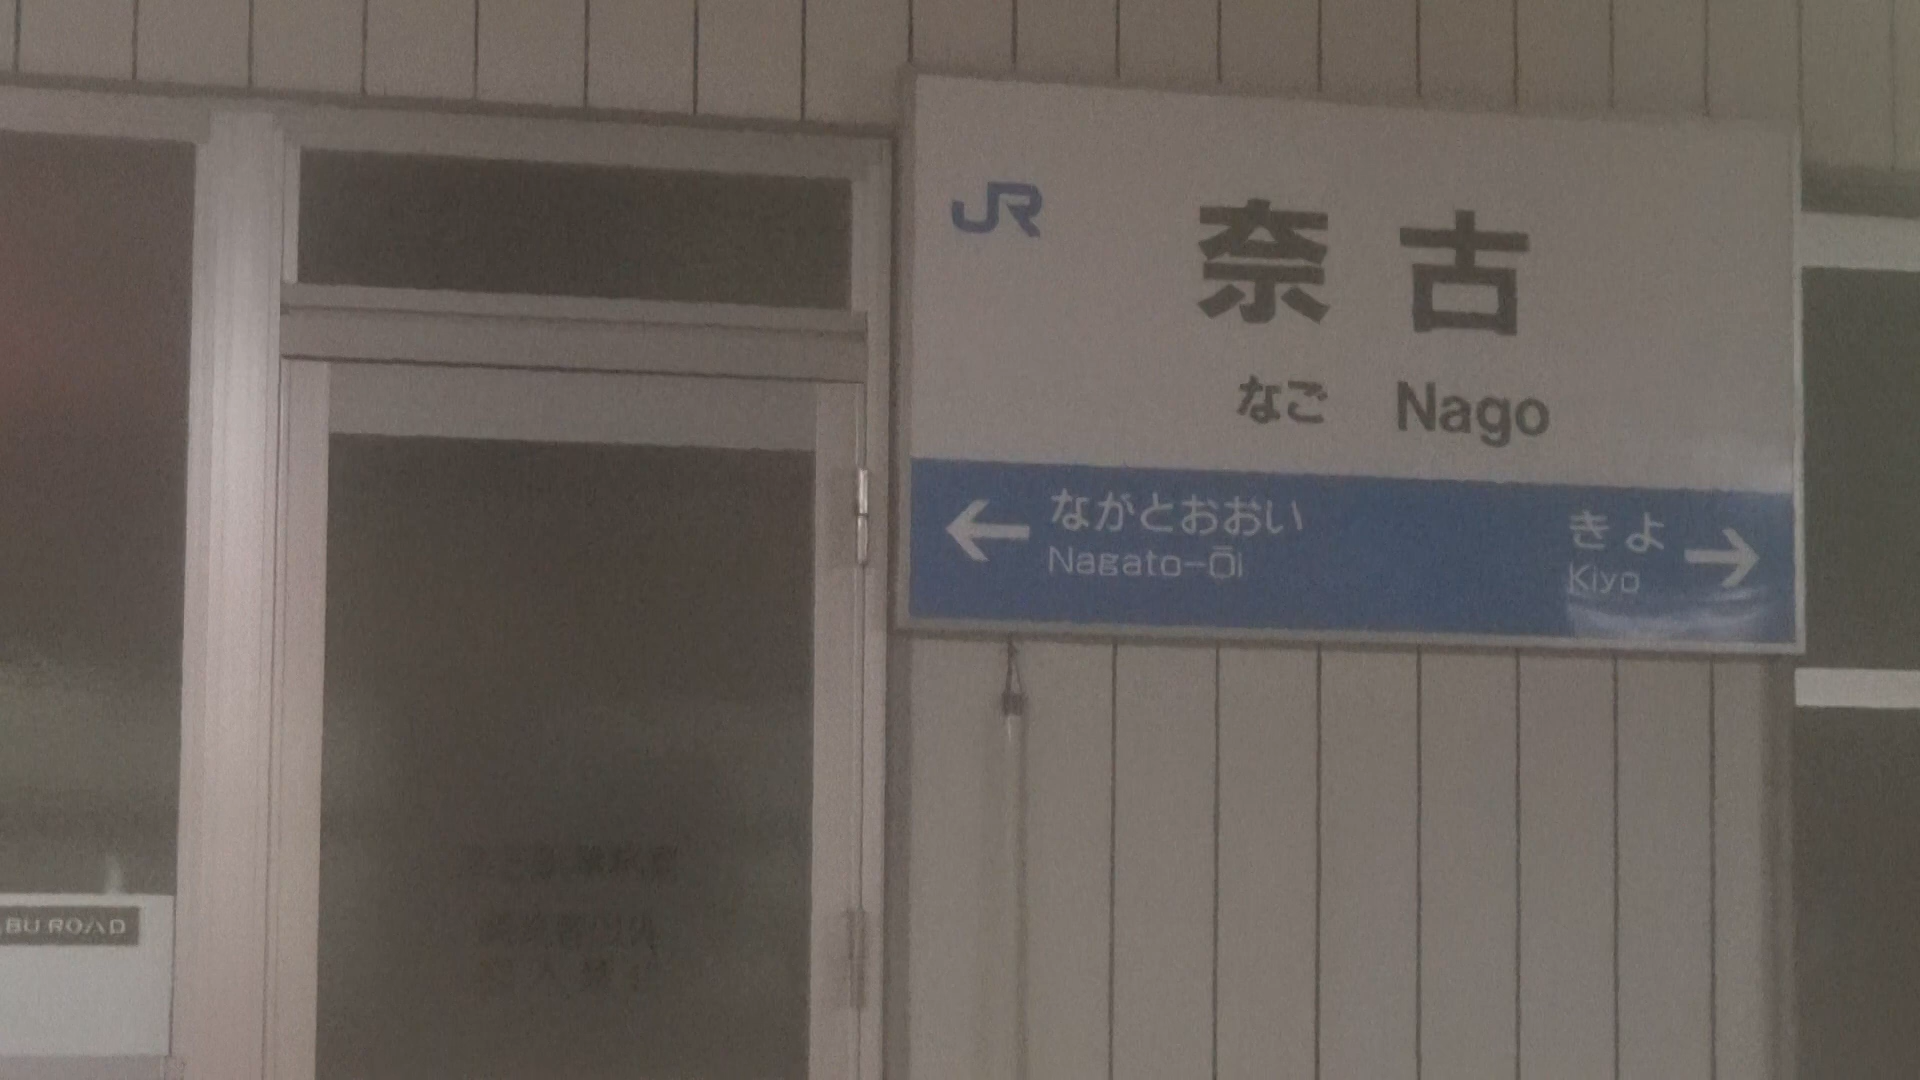 JR
奈古
なご Nago
← ながとおおい
Nagato-Ōi
きよ →
Kiyo
BU ROAD